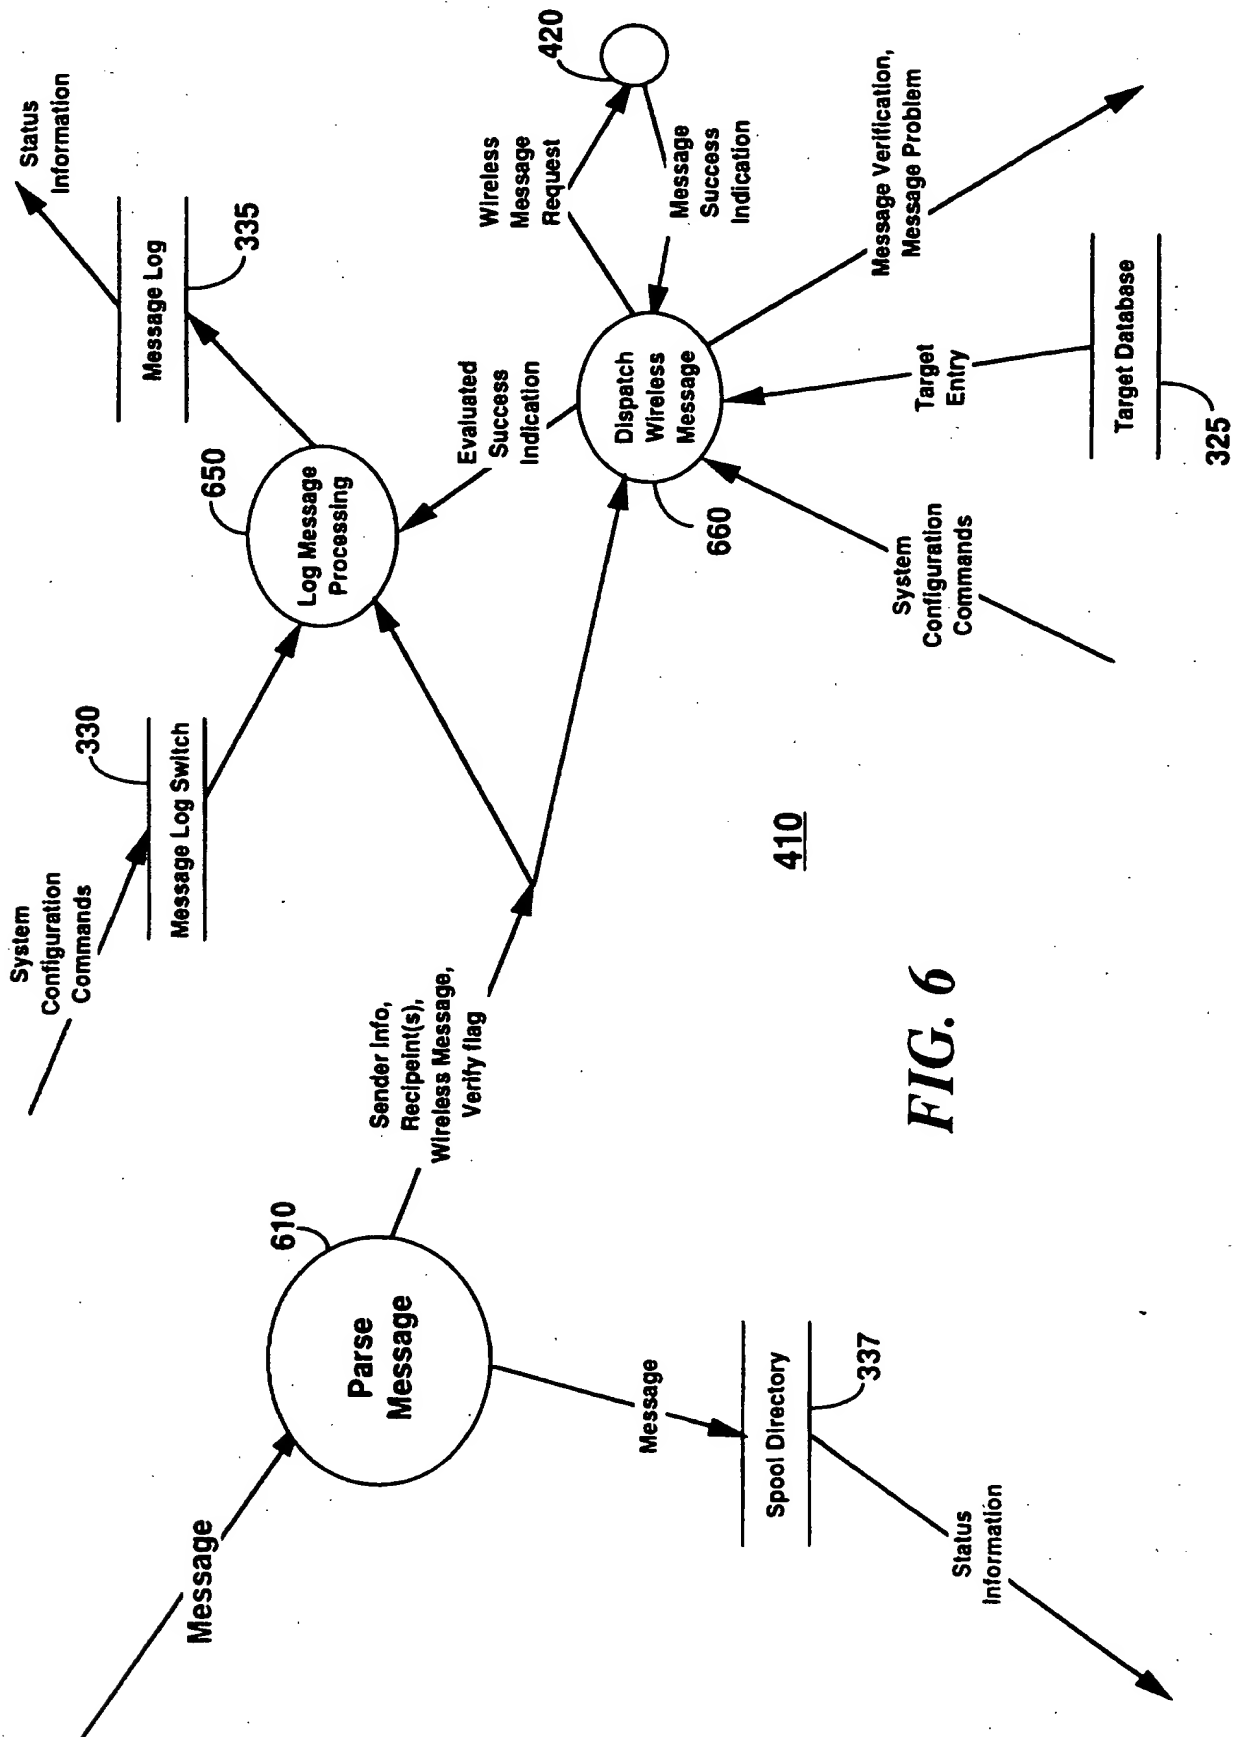 Message
610
Parse
Message
Message
Spool Directory
337
Status
Information
Sender Info,
Recipeint(s),
Wireless Message,
Verify flag
System
Configuration
Commands
330
Message Log Switch
650
Log Message
Processing
Message Log
335
Status
Information
Evaluated
Success
Indication
Dispatch
Wireless
Message
660
Wireless
Message
Request
420
Message
Success
Indication
Message Verification,
Message Problem
Target
Entry
Target Database
325
System
Configuration
Commands
410
FIG. 6